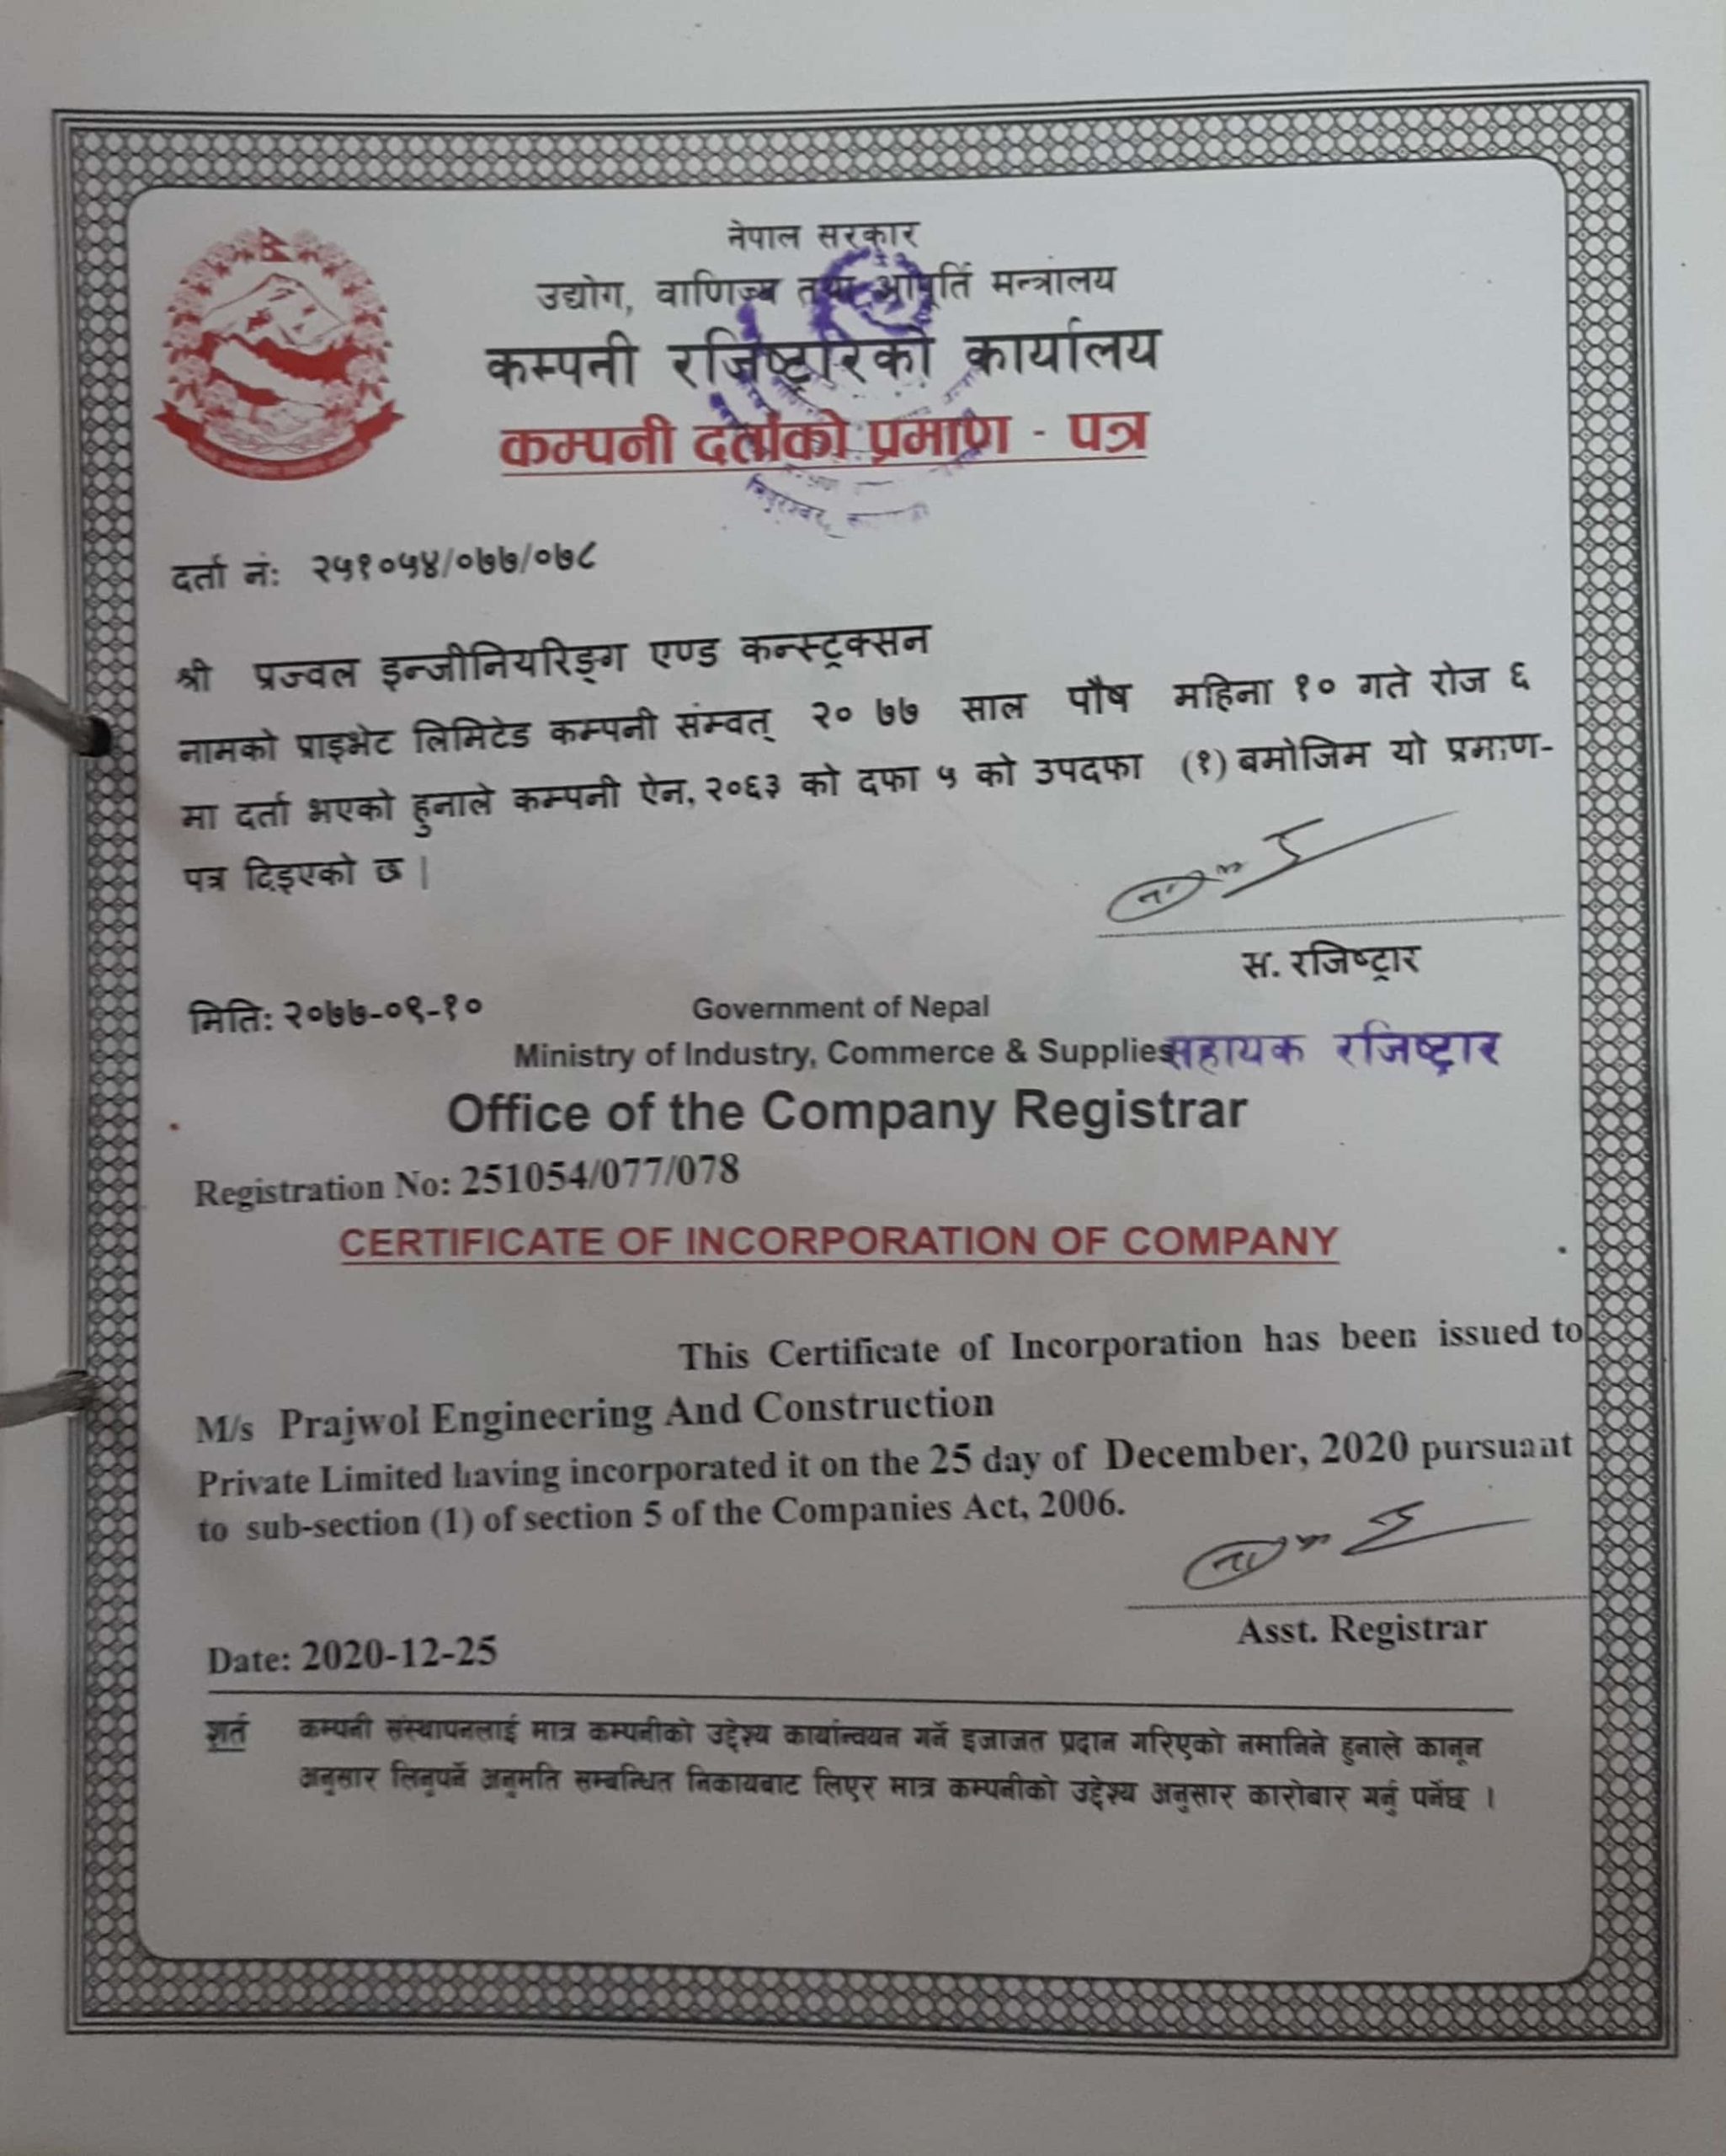 नेपाल सरकार
उद्योग, वाणिज्य तथा आपूर्ति मन्त्रालय
कम्पनी रजिष्ट्रारको कार्यालय
कम्पनी दर्ताको प्रमाण - पत्र
त्रिपुरेश्वर,
दर्ता नं: २५१०५४/०७७/०७८
श्री प्रज्वल इन्जीनियरिङ्ग एण्ड कन्स्ट्रक्सन
नामको प्राइभेट लिमिटेड कम्पनी संम्वत् २० ७७ साल पौष महिना १० गते रोज ६
मा दर्ता भएको हुनाले कम्पनी ऐन, २०६३ को दफा ५ को उपदफा (१) बमोजिम यो प्रमाण-
पत्र दिइएको छ |
स. रजिष्ट्रार
मिति: २०७७-०९-१०
Government of Nepal
Ministry of Industry, Commerce & Supplies
सहायक रजिष्ट्रार
Office of the Company Registrar
Registration No: 251054/077/078
CERTIFICATE OF INCORPORATION OF COMPANY
This Certificate of Incorporation has been issued to
M/s Prajwol Engineering And Construction
Private Limited having incorporated it on the 25 day of December, 2020 pursuant
to sub-section (1) of section 5 of the Companies Act, 2006.
Asst. Registrar
Date: 2020-12-25
शर्त कम्पनी संस्थापनलाई मात्र कम्पनीको उद्देश्य कार्यान्वयन गर्ने इजाजत प्रदान गरिएको नमानिने हुनाले कानून
अनुसार लिनुपर्ने अनुमति सम्बन्धित निकायबाट लिएर मात्र कम्पनीको उद्देश्य अनुसार कारोबार गर्नु पर्नेछ ।